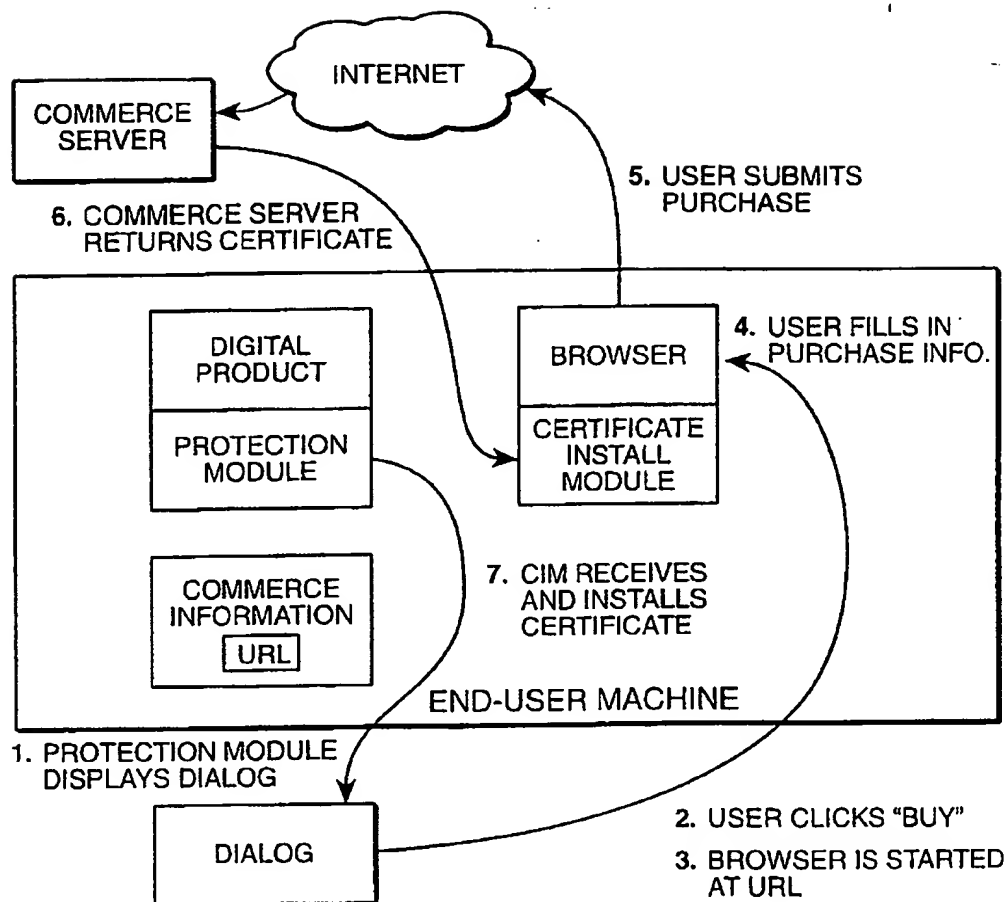 INTERNET
COMMERCE
SERVER
5. USER SUBMITS
PURCHASE
6. COMMERCE SERVER
RETURNS CERTIFICATE
DIGITAL
PRODUCT
PROTECTION
MODULE
BROWSER
CERTIFICATE
INSTALL
MODULE
4. USER FILLS IN
PURCHASE INFO.
COMMERCE
INFORMATION
URL
7. CIM RECEIVES
AND INSTALLS
CERTIFICATE
END-USER MACHINE
1. PROTECTION MODULE
DISPLAYS DIALOG
DIALOG
2. USER CLICKS “BUY”
3. BROWSER IS STARTED
AT URL